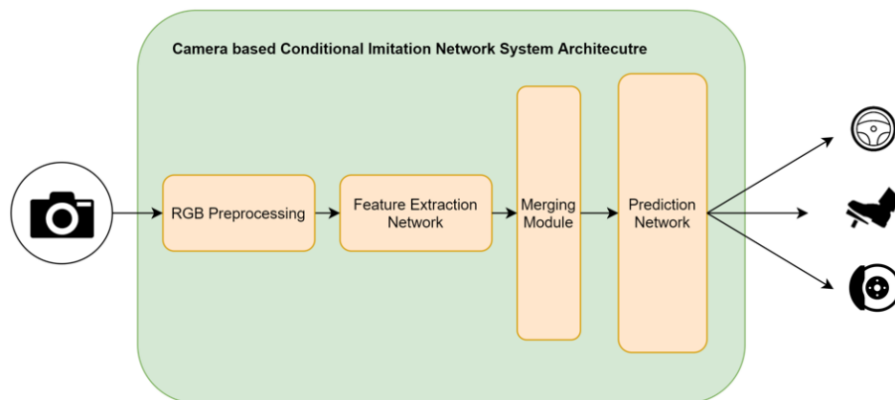 Camera based Conditional Imitation Network System Architecutre
RGB Preprocessing
Feature Extraction
Network
Merging
Module
Prediction
Network